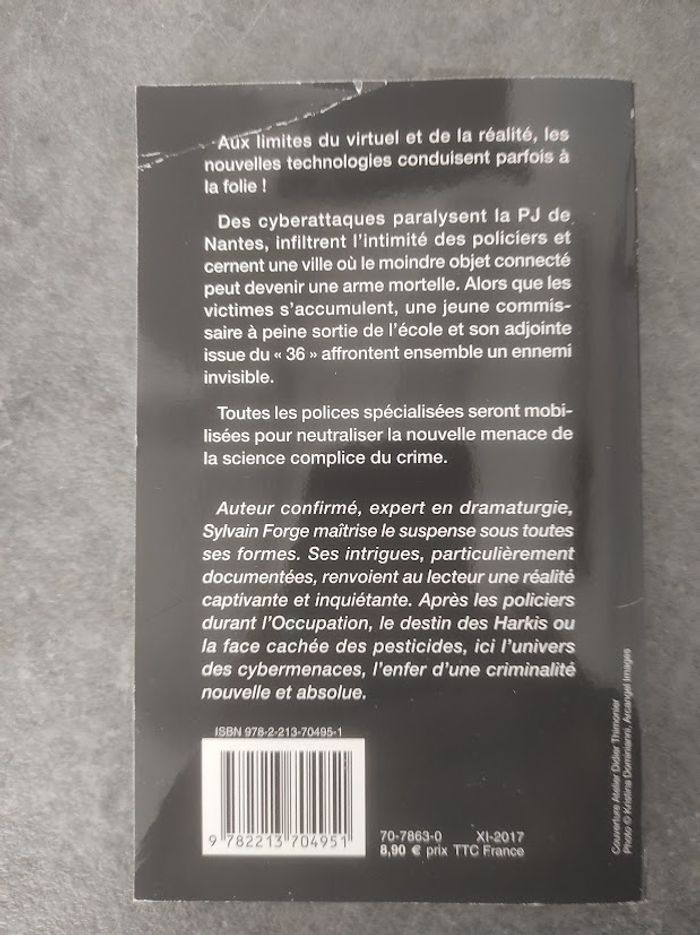 Aux limites du virtuel et de la réalité, les
nouvelles technologies conduisent parfois à
la folie !
Des cyberattaques paralysent la PJ de
Nantes, infiltrent l'intimité des policiers et
cernent une ville où le moindre objet connecté
peut devenir une arme mortelle. Alors que les
victimes s'accumulent, une jeune commis-
saire à peine sortie de l'école et son adjointe
issue du « 36 » affrontent ensemble un ennemi
invisible.
Toutes les polices spécialisées seront mobi-
lisées pour neutraliser la nouvelle menace de
la science complice du crime.
Auteur confirmé, expert en dramaturgie,
Sylvain Forge maîtrise le suspense sous toutes
ses formes. Ses intrigues, particulièrement
documentées, renvoient au lecteur une réalité
captivante et inquiétante. Après les policiers
durant l'Occupation, le destin des Harkis ou
la face cachée des pesticides, ici l'univers
des cybermenaces, l'enfer d'une criminalité
nouvelle et absolue.
ISBN 978-2-213-70495-1
9 782213 704951
70-7863-0 XI-2017
8,90 € prix TTC France
Couverture Atelier Didier Thimonier
Photo © Kristina Dominianni, Arcangel Images